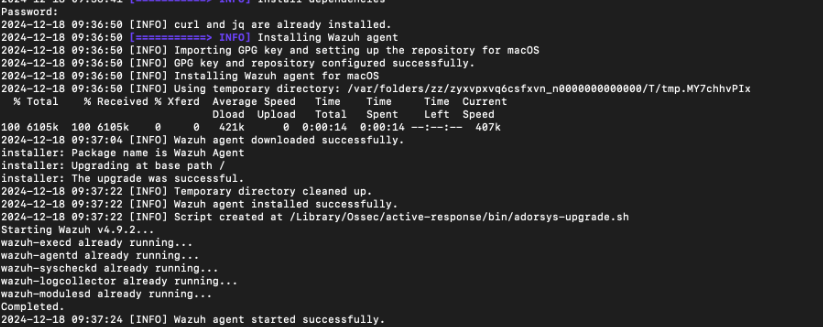 2024-12-18 09:36:42 [===========> INFO] Install dependencies
Password:
2024-12-18 09:36:50 [INFO] curl and jq are already installed.
2024-12-18 09:36:50 [===========> INFO] Installing Wazuh agent
2024-12-18 09:36:50 [INFO] Importing GPG key and setting up the repository for macOS
2024-12-18 09:36:50 [INFO] GPG key and repository configured successfully.
2024-12-18 09:36:50 [INFO] Installing Wazuh agent for macOS
2024-12-18 09:36:50 [INFO] Using temporary directory: /var/folders/zz/zyxvpxvq6csfxvn_n0000000000000/T/tmp.MY7chhvPIx
% Total % Received % Xferd Average Speed Time Time Time Current
Dload Upload Total Spent Left Speed
100 6105k 100 6105k 0 0 421k 0 0:00:14 0:00:14 --:--:-- 407k
2024-12-18 09:37:04 [INFO] Wazuh agent downloaded successfully.
installer: Package name is Wazuh Agent
installer: Upgrading at base path /
installer: The upgrade was successful.
2024-12-18 09:37:22 [INFO] Temporary directory cleaned up.
2024-12-18 09:37:22 [INFO] Wazuh agent installed successfully.
2024-12-18 09:37:22 [INFO] Script created at /Library/Ossec/active-response/bin/adorsys-upgrade.sh
Starting Wazuh v4.9.2...
wazuh-execd already running...
wazuh-agentd already running...
wazuh-syscheckd already running...
wazuh-logcollector already running...
wazuh-modulesd already running...
Completed.
2024-12-18 09:37:24 [INFO] Wazuh agent started successfully.